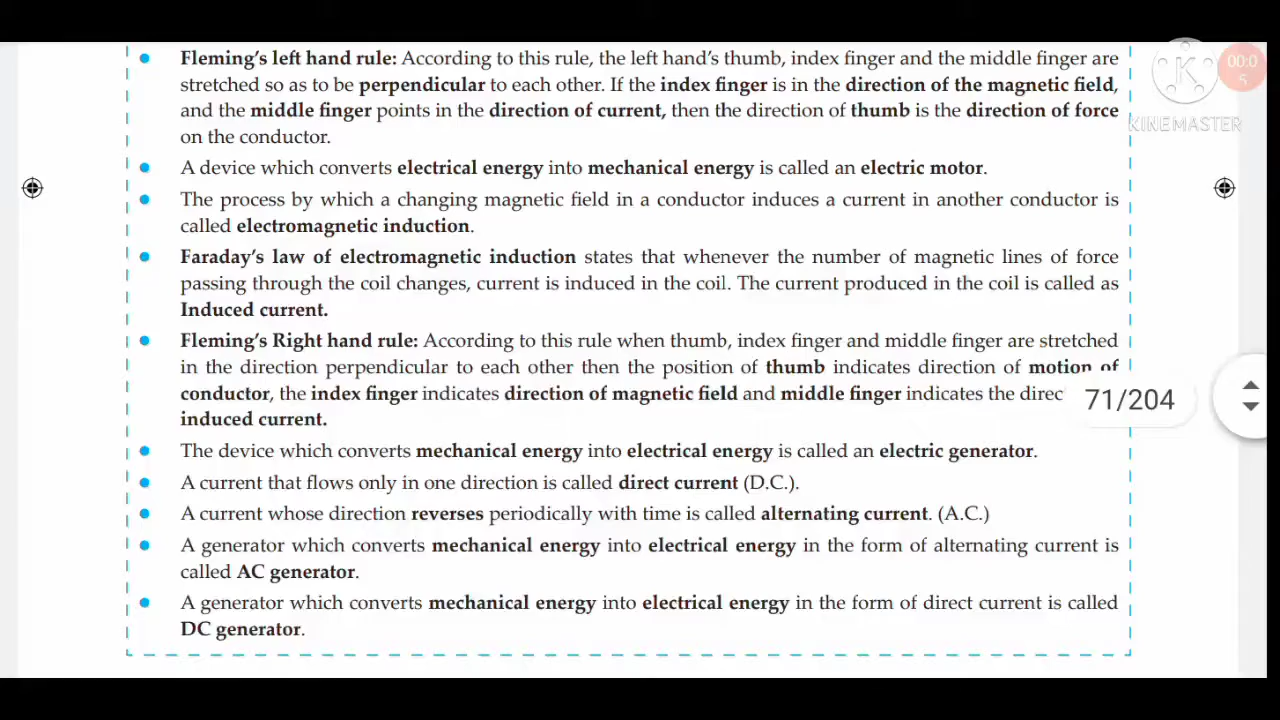 Fleming's left hand rule: According to this rule, the left hand's thumb, index finger and the middle finger are
stretched so as to be perpendicular to each other. If the index finger is in the direction of the magnetic field,
and the middle finger points in the direction of current, then the direction of thumb is the direction of force
on the conductor.
A device which converts electrical energy into mechanical energy is called an electric motor.
The process by which a changing magnetic field in a conductor induces a current in another conductor is
called electromagnetic induction.
Faraday's law of electromagnetic induction states that whenever the number of magnetic lines of force
passing through the coil changes, current is induced in the coil. The current produced in the coil is called as
Induced current.
Fleming's Right hand rule: According to this rule when thumb, index finger and middle finger are stretched
in the direction perpendicular to each other then the position of thumb indicates direction of motion of
conductor, the index finger indicates direction of magnetic field and middle finger indicates the direc
induced current.
The device which converts mechanical energy into electrical energy is called an electric generator.
A current that flows only in one direction is called direct current (D.C.).
A current whose direction reverses periodically with time is called alternating current. (A.C.)
A generator which converts mechanical energy into electrical energy in the form of alternating current is
called AC generator.
A generator which converts mechanical energy into electrical energy in the form of direct current is called
DC generator.
71/204
K
KINEMASTER
00:0
5